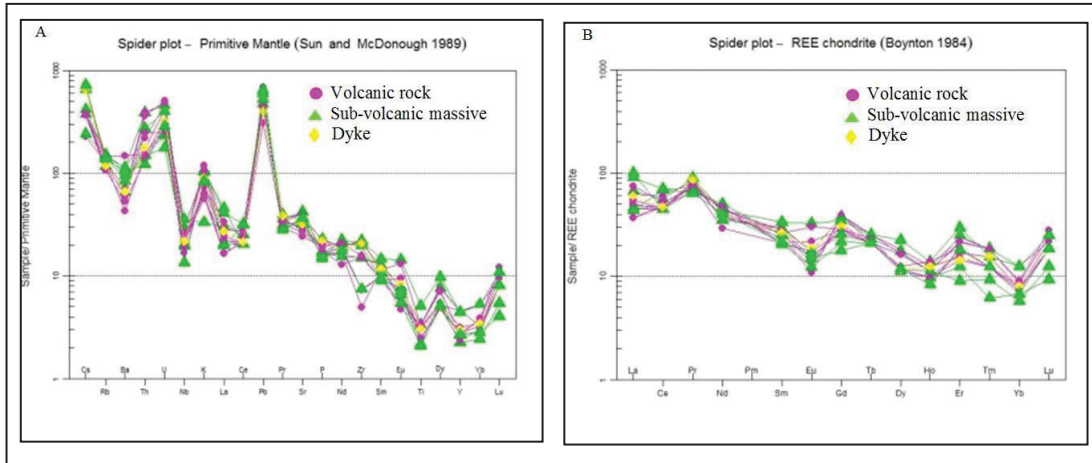 A
Spider plot – Primitive Mantle (Sun and McDonough 1989)
Sample/ Primitive Mantle
1000
100
10
1
Volcanic rock
Sub-volcanic massive
Dyke
Cs Ba Th U Nb K La Ce Pb Pr Sr P Nd Zr Sm Eu Ti Dy Y Yb Lu
Rb
B
Spider plot – REE chondrite (Boynton 1984)
Sample/ REE chondrite
1000
100
10
1
Volcanic rock
Sub-volcanic massive
Dyke
La Pr Pm Eu Tb Ho Tm Lu
Ce Nd Sm Gd Dy Er Yb